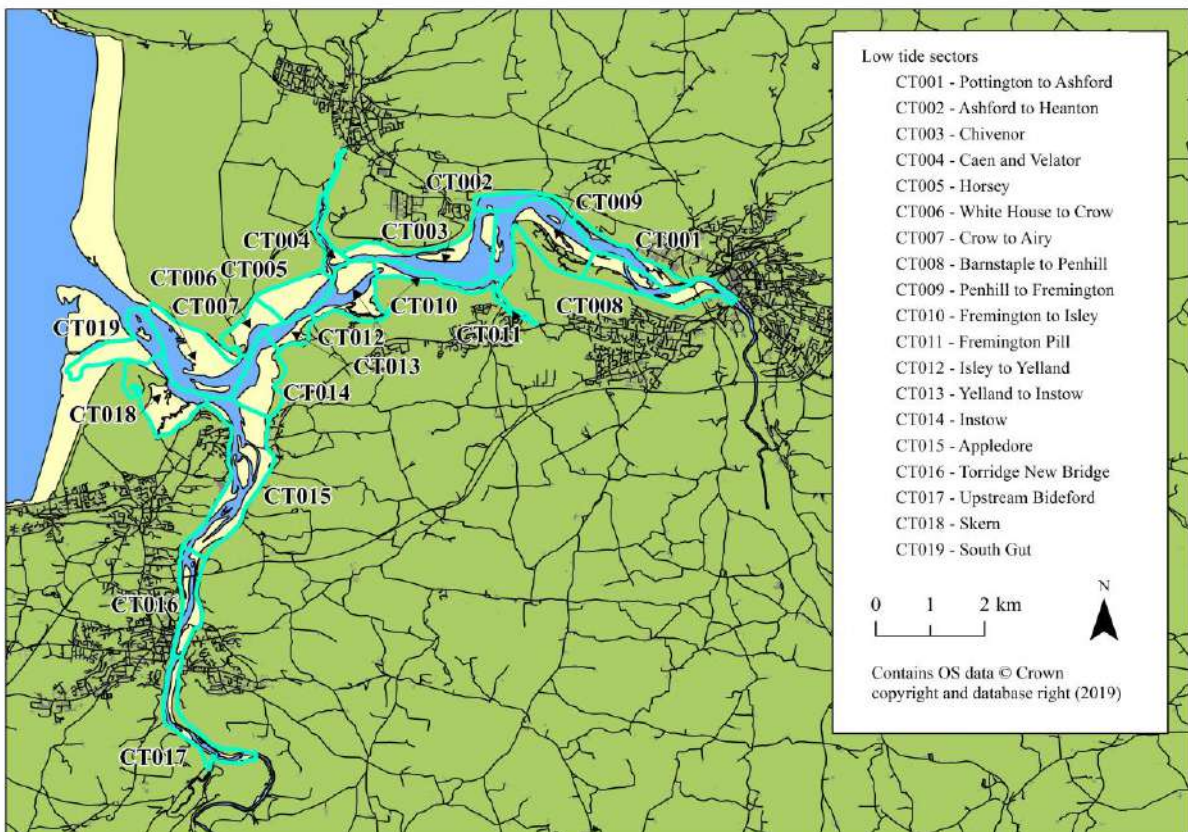 CT002
CT009
CT003
CT001
CT004
CT005
CT006
CT007
CT010
CT008
CT019
CT011
CT012
CT013
CT014
CT018
CT015
CT016
CT017
Low tide sectors
CT001 - Pottington to Ashford
CT002 - Ashford to Heanton
CT003 - Chivenor
CT004 - Caen and Velator
CT005 - Horsey
CT006 - White House to Crow
CT007 - Crow to Airy
CT008 - Barnstaple to Penhill
CT009 - Penhill to Fremington
CT010 - Fremington to Isley
CT011 - Fremington Pill
CT012 - Isley to Yelland
CT013 - Yelland to Instow
CT014 - Instow
CT015 - Appledore
CT016 - Torridge New Bridge
CT017 - Upstream Bideford
CT018 - Skern
CT019 - South Gut
N
0 1 2 km
Contains OS data © Crown
copyright and database right (2019)